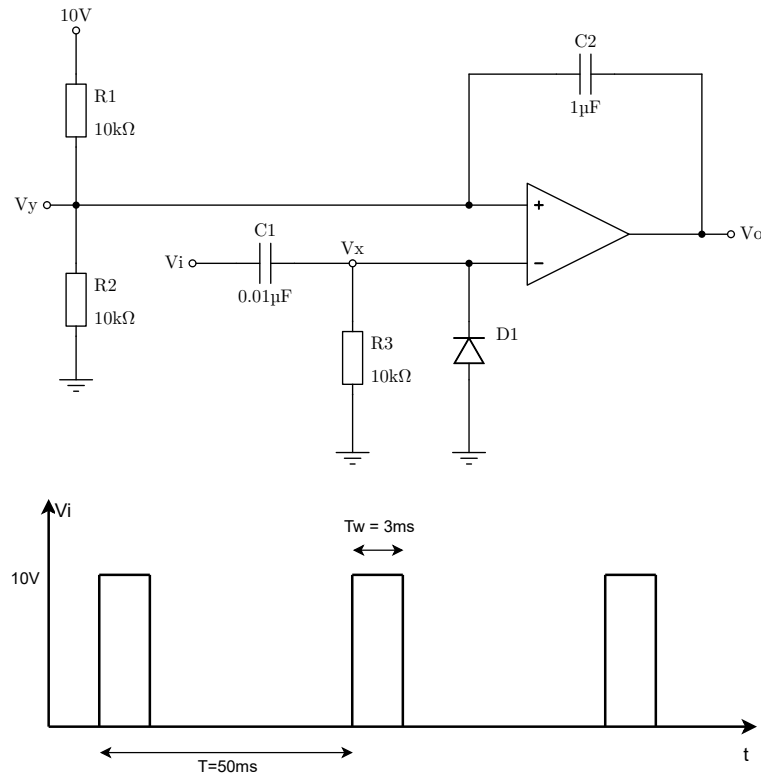 10V
R1
10kΩ
Vy
R2
10kΩ
C2
1µF
+
−
Vo
Vi
C1
0.01µF
Vx
R3
10kΩ
D1
Vi
10V
Tw = 3ms
T=50ms
t